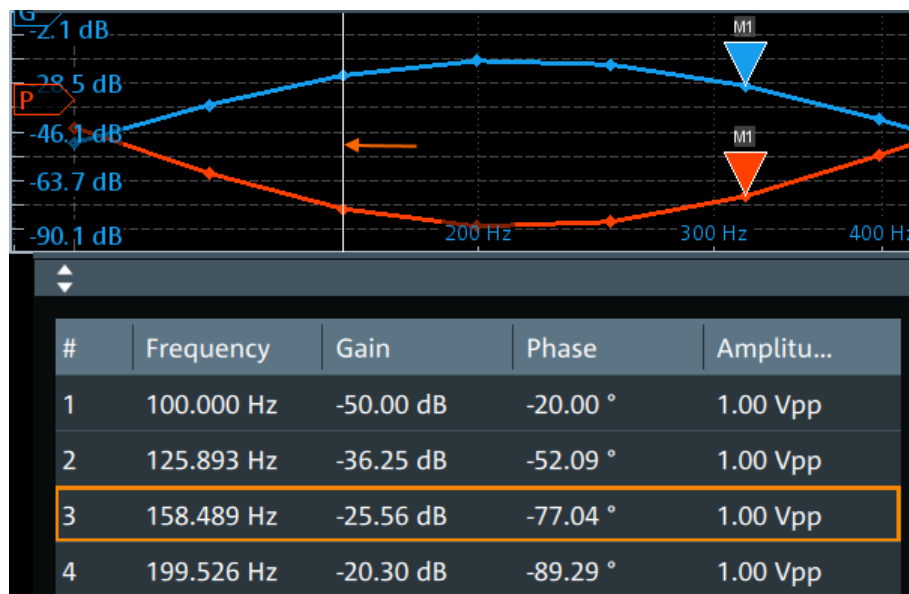 G
-2.1 dB
M1
-28.5 dB
P
-46.1 dB
M1
-63.7 dB
-90.1 dB
200 Hz
300 Hz
400 H
# Frequency Gain Phase Amplitu...
1 100.000 Hz -50.00 dB -20.00 ° 1.00 Vpp
2 125.893 Hz -36.25 dB -52.09 ° 1.00 Vpp
3 158.489 Hz -25.56 dB -77.04 ° 1.00 Vpp
4 199.526 Hz -20.30 dB -89.29 ° 1.00 Vpp